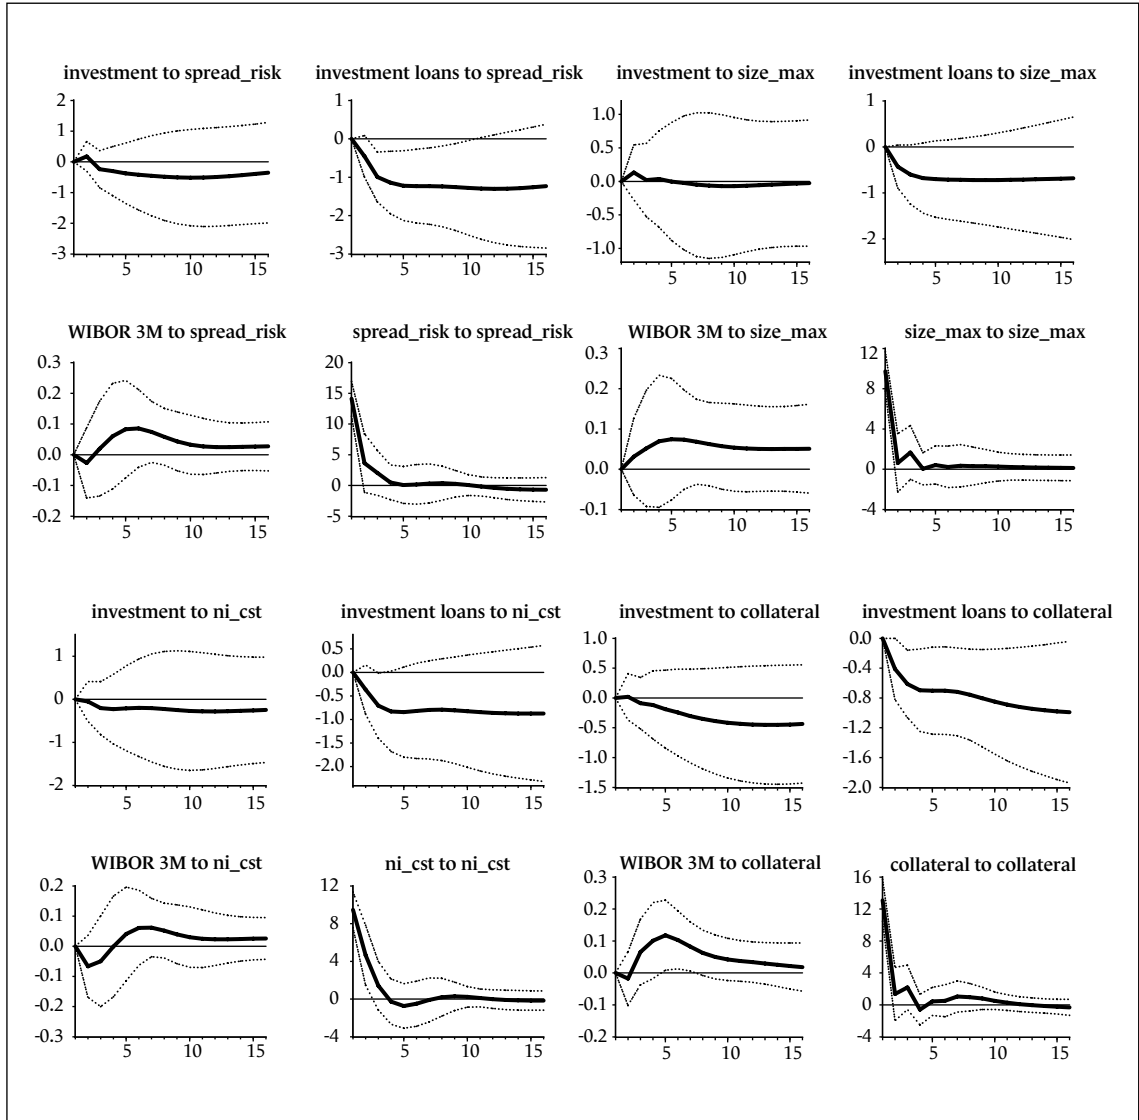 investment to spread_risk
2
1
0
-1
-2
-3
5 10 15
investment loans to spread_risk
1
0
-1
-2
-3
5 10 15
investment to size_max
1.0
0.5
0.0
-0.5
-1.0
5 10 15
investment loans to size_max
1
0
-1
-2
5 10 15
WIBOR 3M to spread_risk
0.3
0.2
0.1
0.0
-0.1
-0.2
5 10 15
spread_risk to spread_risk
20
15
10
5
0
-5
5 10 15
WIBOR 3M to size_max
0.3
0.2
0.1
0.0
-0.1
5 10 15
size_max to size_max
12
8
4
0
-4
5 10 15
investment to ni_cst
1
0
-1
-2
5 10 15
investment loans to ni_cst
0.5
0.0
-0.5
-1.0
-1.5
-2.0
5 10 15
investment to collateral
1.0
0.5
0.0
-0.5
-1.0
-1.5
5 10 15
investment loans to collateral
0.0
-0.4
-0.8
-1.2
-1.6
-2.0
5 10 15
WIBOR 3M to ni_cst
0.2
0.1
0.0
-0.1
-0.2
0.3
5 10 15
ni_cst to ni_cst
12
8
4
0
-4
5 10 15
WIBOR 3M to collateral
0.3
0.2
0.1
0.0
-0.1
0.2
5 10 15
collateral to collateral
16
12
8
4
0
-4
5 10 15